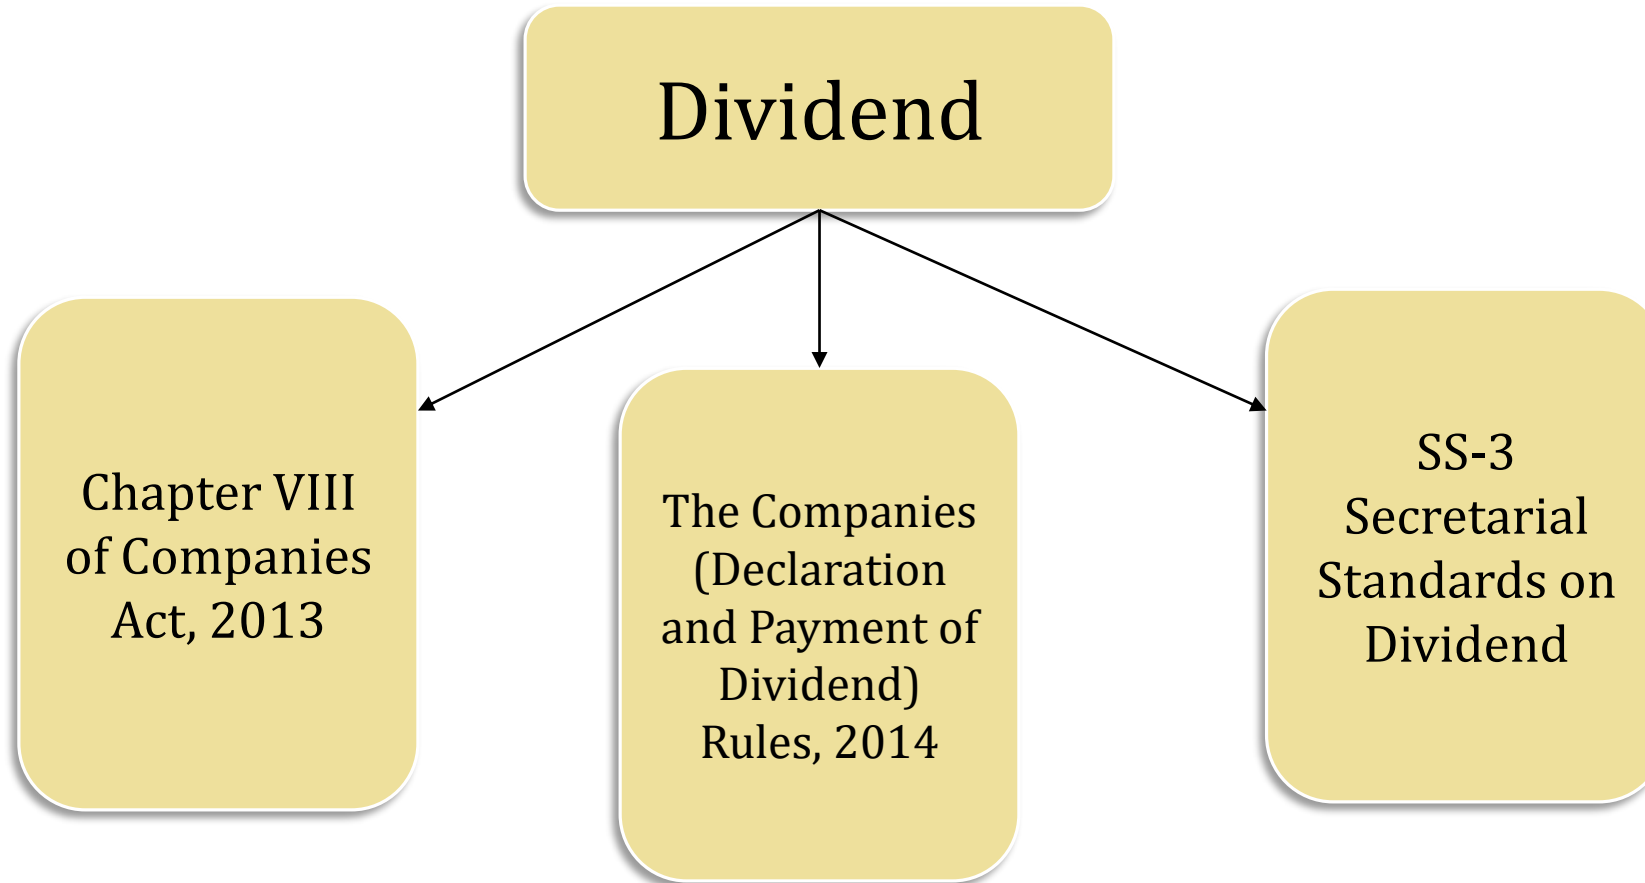 Dividend
Chapter VIII
of Companies
Act, 2013
The Companies
(Declaration
and Payment of
Dividend)
Rules, 2014
SS-3
Secretarial
Standards on
Dividend